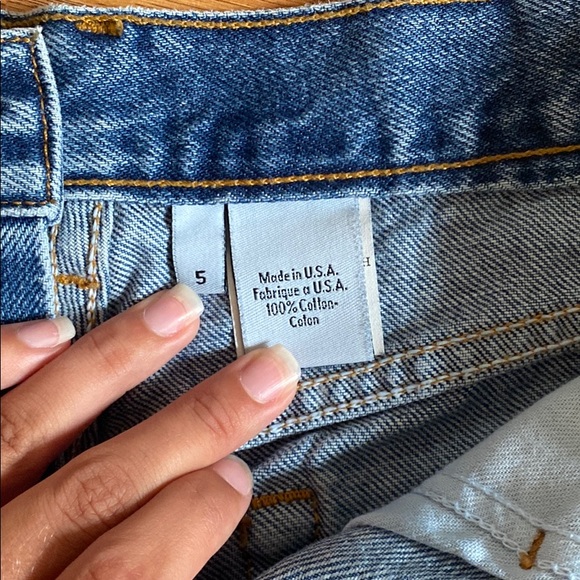 5
Made in U.S.A.
Fabrique a U.S.A.
100% Cotton-
Coton
H